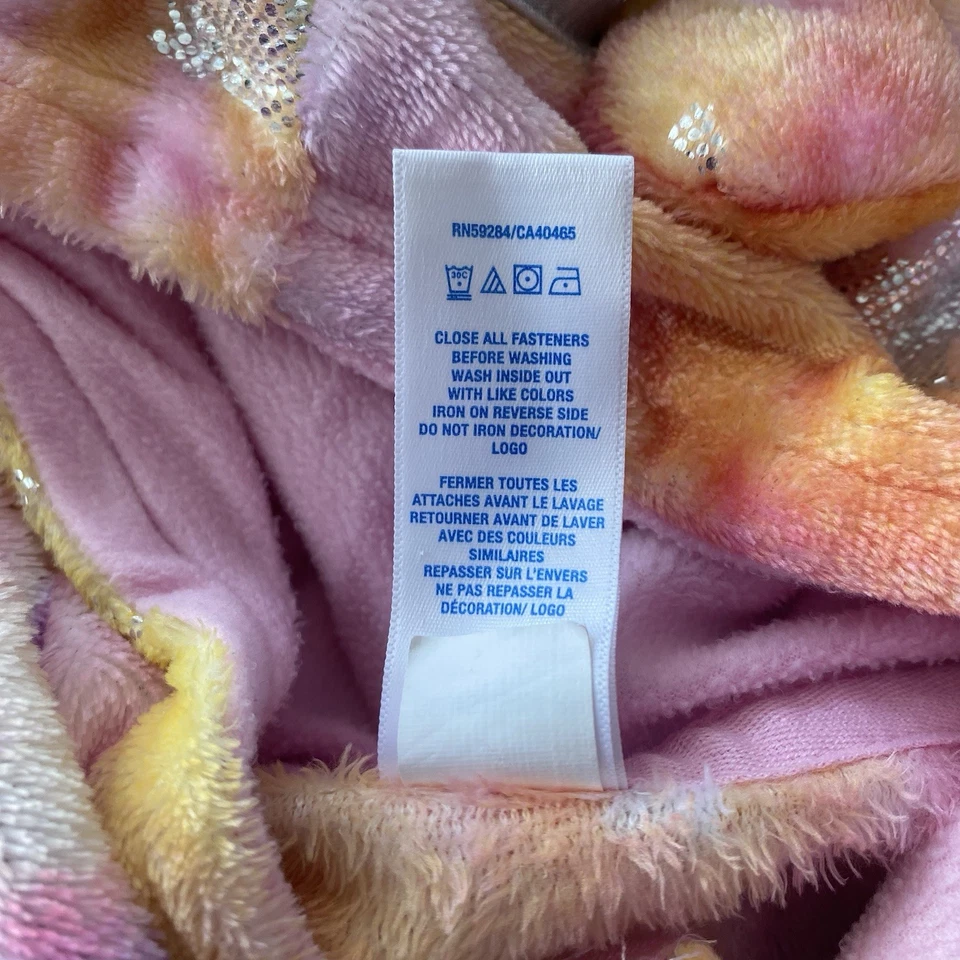 RN59284/CA40465
30C
CLOSE ALL FASTENERS
BEFORE WASHING
WASH INSIDE OUT
WITH LIKE COLORS
IRON ON REVERSE SIDE
DO NOT IRON DECORATION/
LOGO
FERMER TOUTES LES
ATTACHES AVANT LE LAVAGE
RETOURNER AVANT DE LAVER
AVEC DES COULEURS
SIMILAIRES
REPASSER SUR L'ENVERS
NE PAS REPASSER LA
DÉCORATION/ LOGO